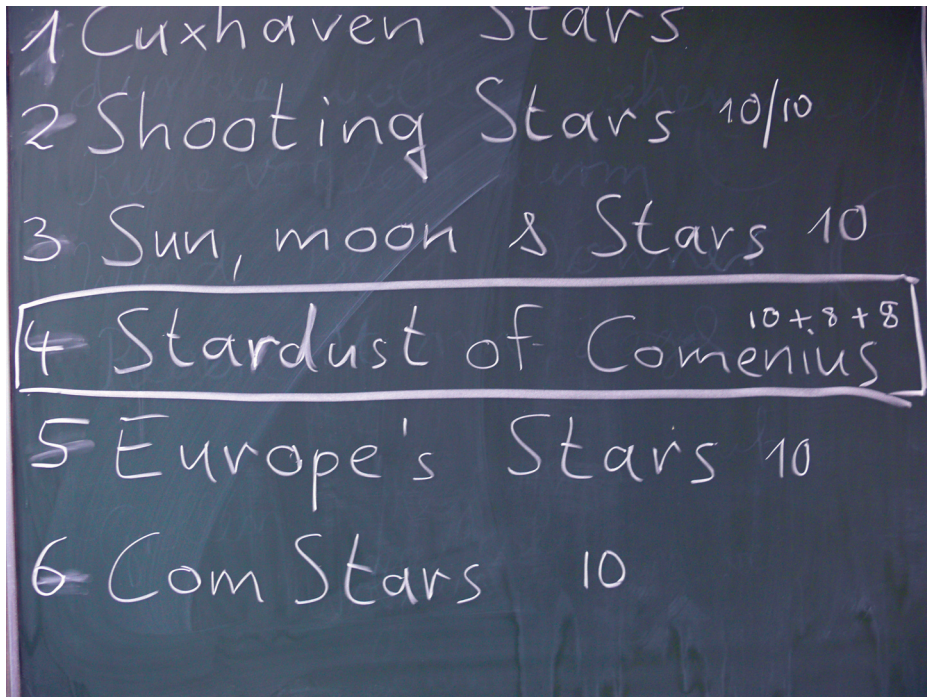 1 Cuxhaven Stars
2 Shooting Stars 10/10
3 Sun, moon & Stars 10
4 Stardust of Comenius 10+8+8
5 Europe's Stars 10
6 Com Stars 10